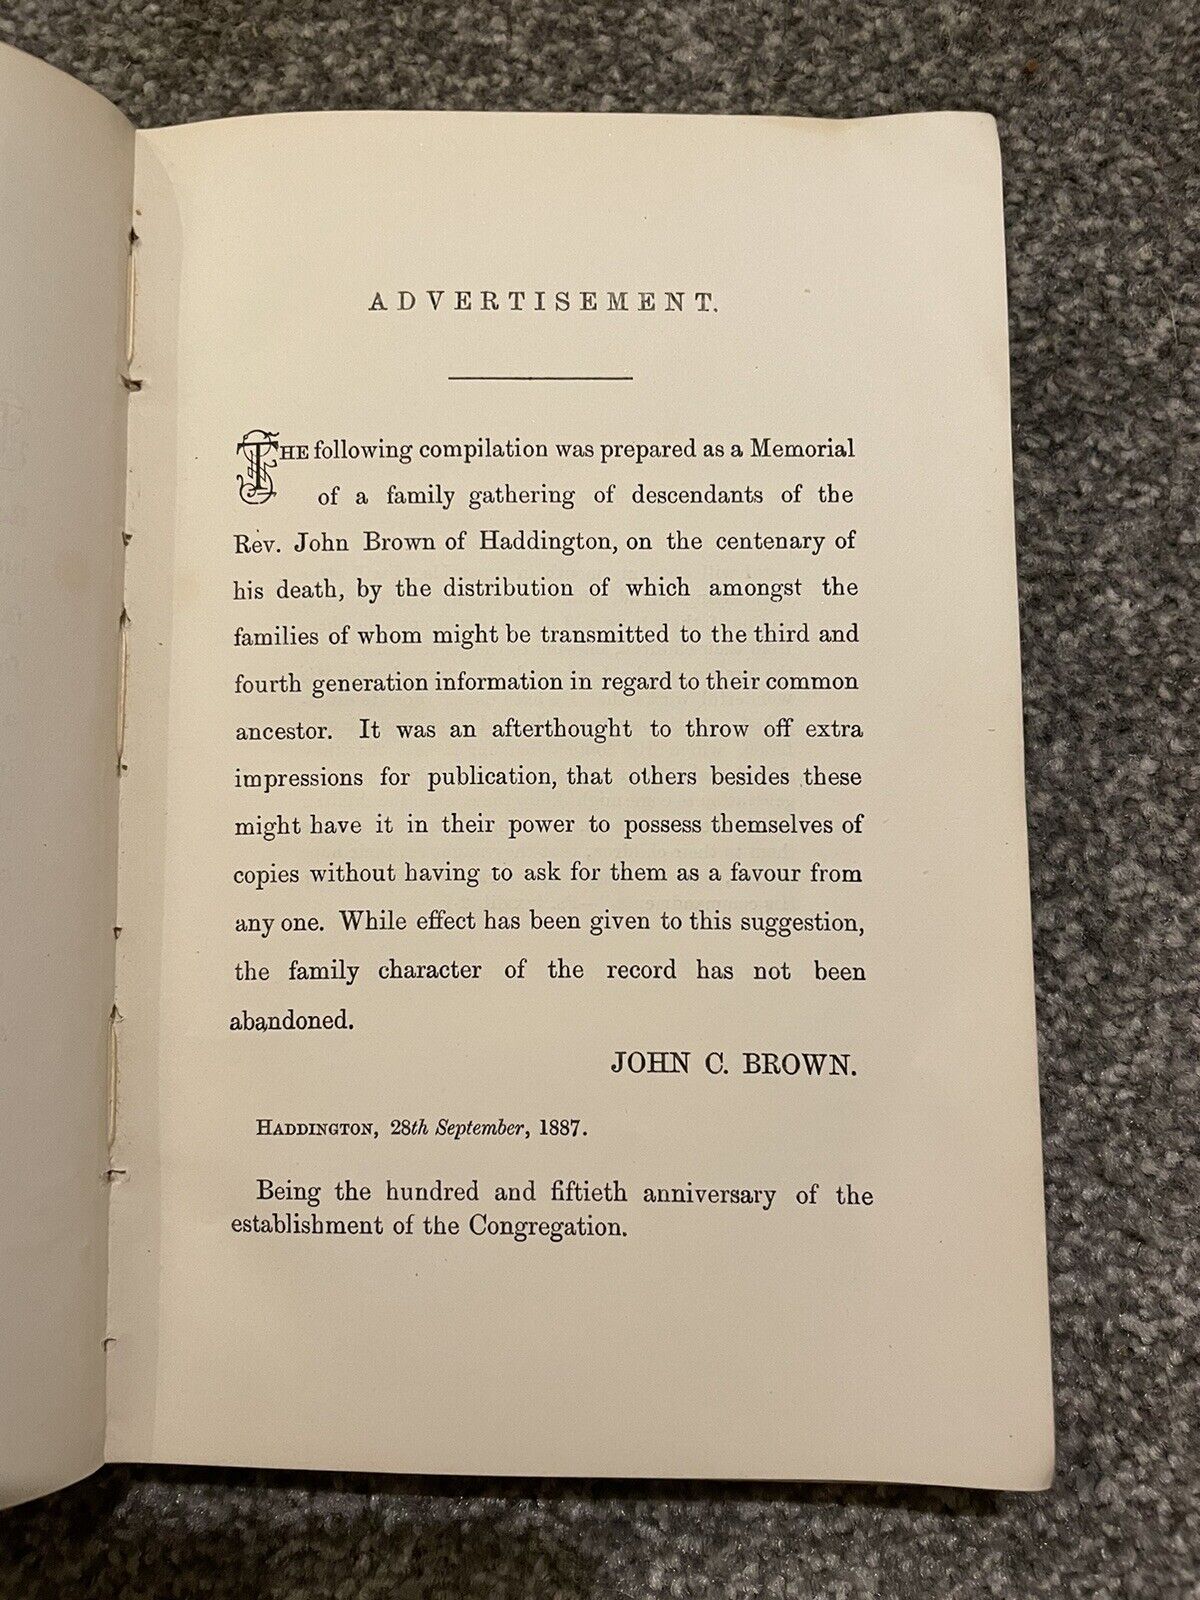 ADVERTISEMENT.
THE following compilation was prepared as a Memorial
of a family gathering of descendants of the
Rev. John Brown of Haddington, on the centenary of
his death, by the distribution of which amongst the
families of whom might be transmitted to the third and
fourth generation information in regard to their common
ancestor. It was an afterthought to throw off extra
impressions for publication, that others besides these
might have it in their power to possess themselves of
copies without having to ask for them as a favour from
any one. While effect has been given to this suggestion,
the family character of the record has not been
abandoned.
JOHN C. BROWN.
HADDINGTON, 28th September, 1887.
Being the hundred and fiftieth anniversary of the
establishment of the Congregation.